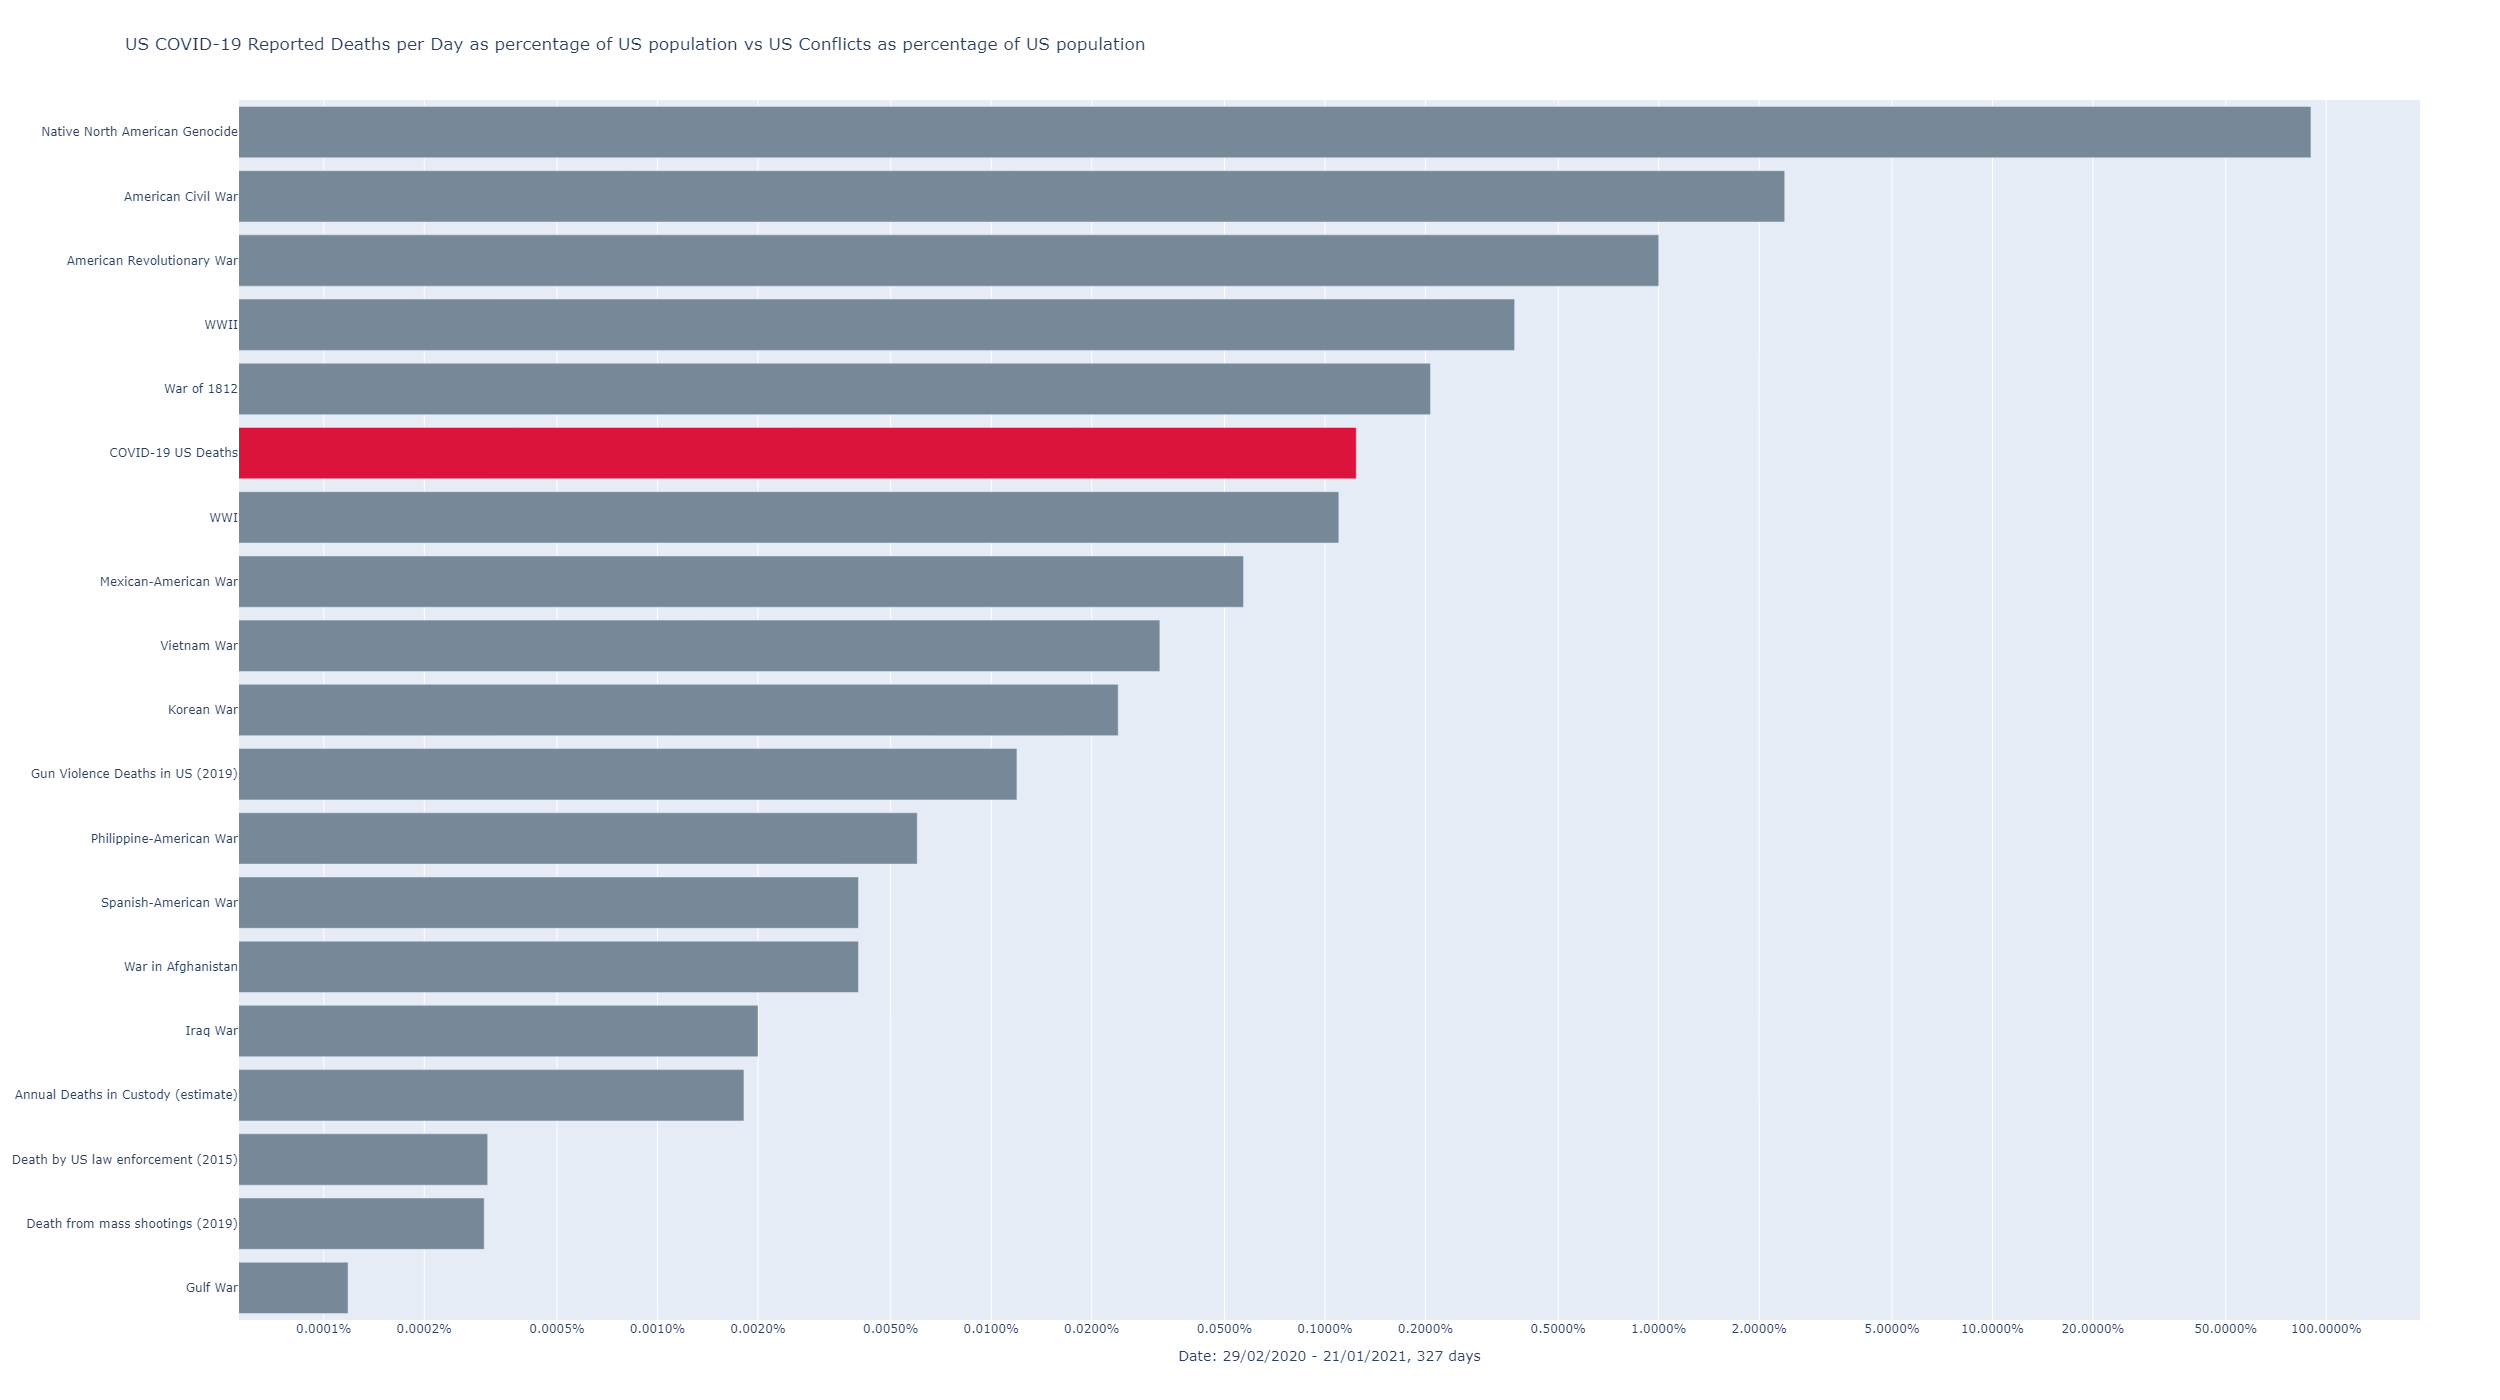 US COVID-19 Reported Deaths per Day as percentage of US population vs US Conflicts as percentage of US population
Native North American Genocide
American Civil War
American Revolutionary War
WWII
War of 1812
COVID-19 US Deaths
WWI
Mexican-American War
Vietnam War
Korean War
Gun Violence Deaths in US (2019)
Philippine-American War
Spanish-American War
War in Afghanistan
Iraq War
Annual Deaths in Custody (estimate)
Death by US law enforcement (2015)
Death from mass shootings (2019)
Gulf War
0.0001% 0.0002% 0.0005% 0.0010% 0.0020% 0.0050% 0.0100% 0.0200% 0.0500% 0.1000% 0.2000% 0.5000% 1.0000% 2.0000% 5.0000% 10.0000% 20.0000% 50.0000% 100.0000%
Date: 29/02/2020 - 21/01/2021, 327 days